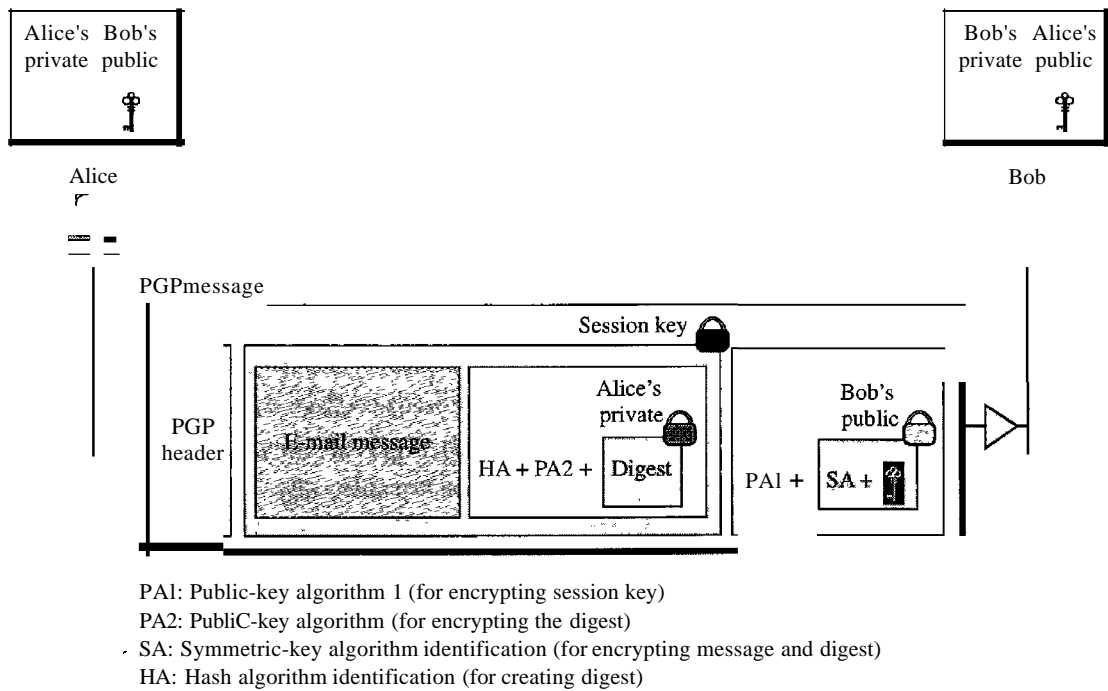 Alice's Bob's
private public
Bob's Alice's
private public
Alice
Bob
PGPmessage
Session key
PGP
header
E-mail message
Alice's
private
HA + PA2 +
Digest
Bob's
public
PAl +
SA +
PAl: Public-key algorithm 1 (for encrypting session key)
PA2: PubliC-key algorithm (for encrypting the digest)
SA: Symmetric-key algorithm identification (for encrypting message and digest)
HA: Hash algorithm identification (for creating digest)